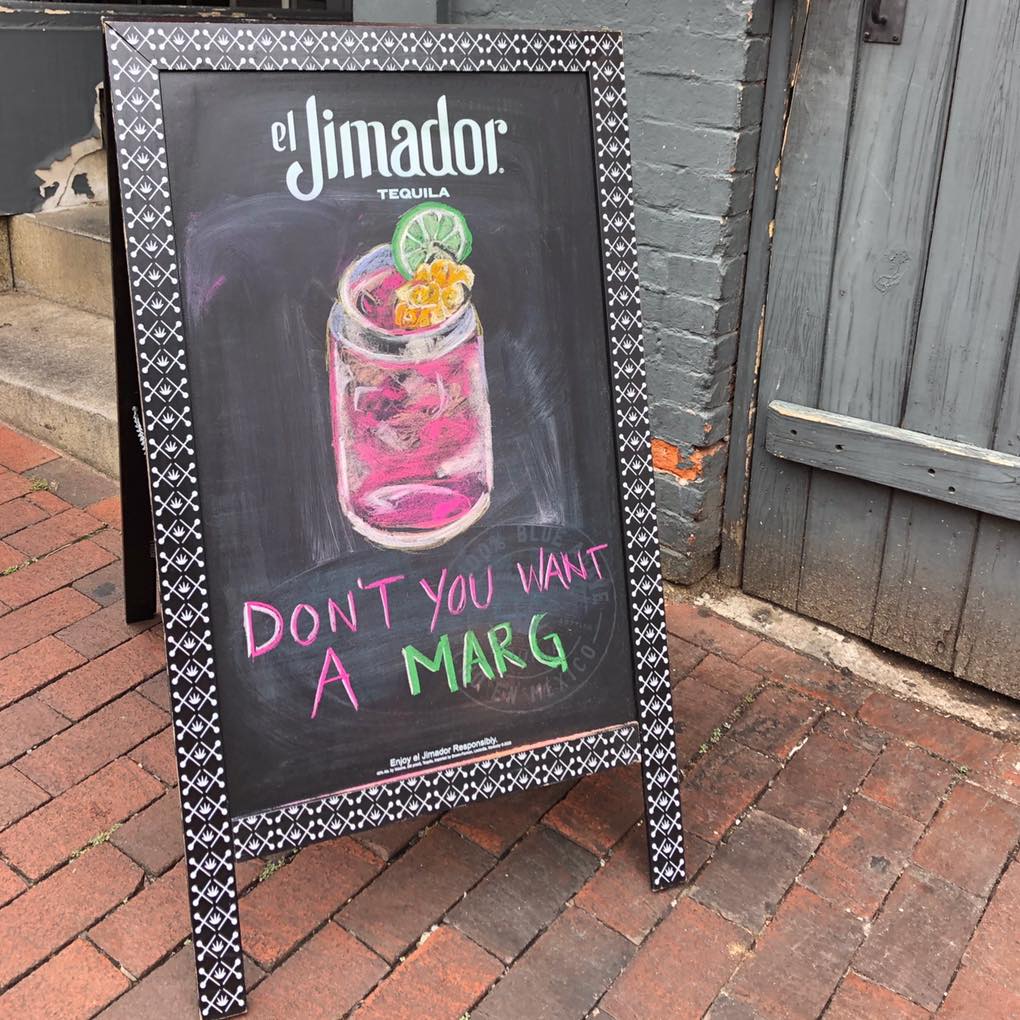 el Jimador.
TEQUILA
DON'T YOU WANT
A MARG
Enjoy el Jimador Responsibly.